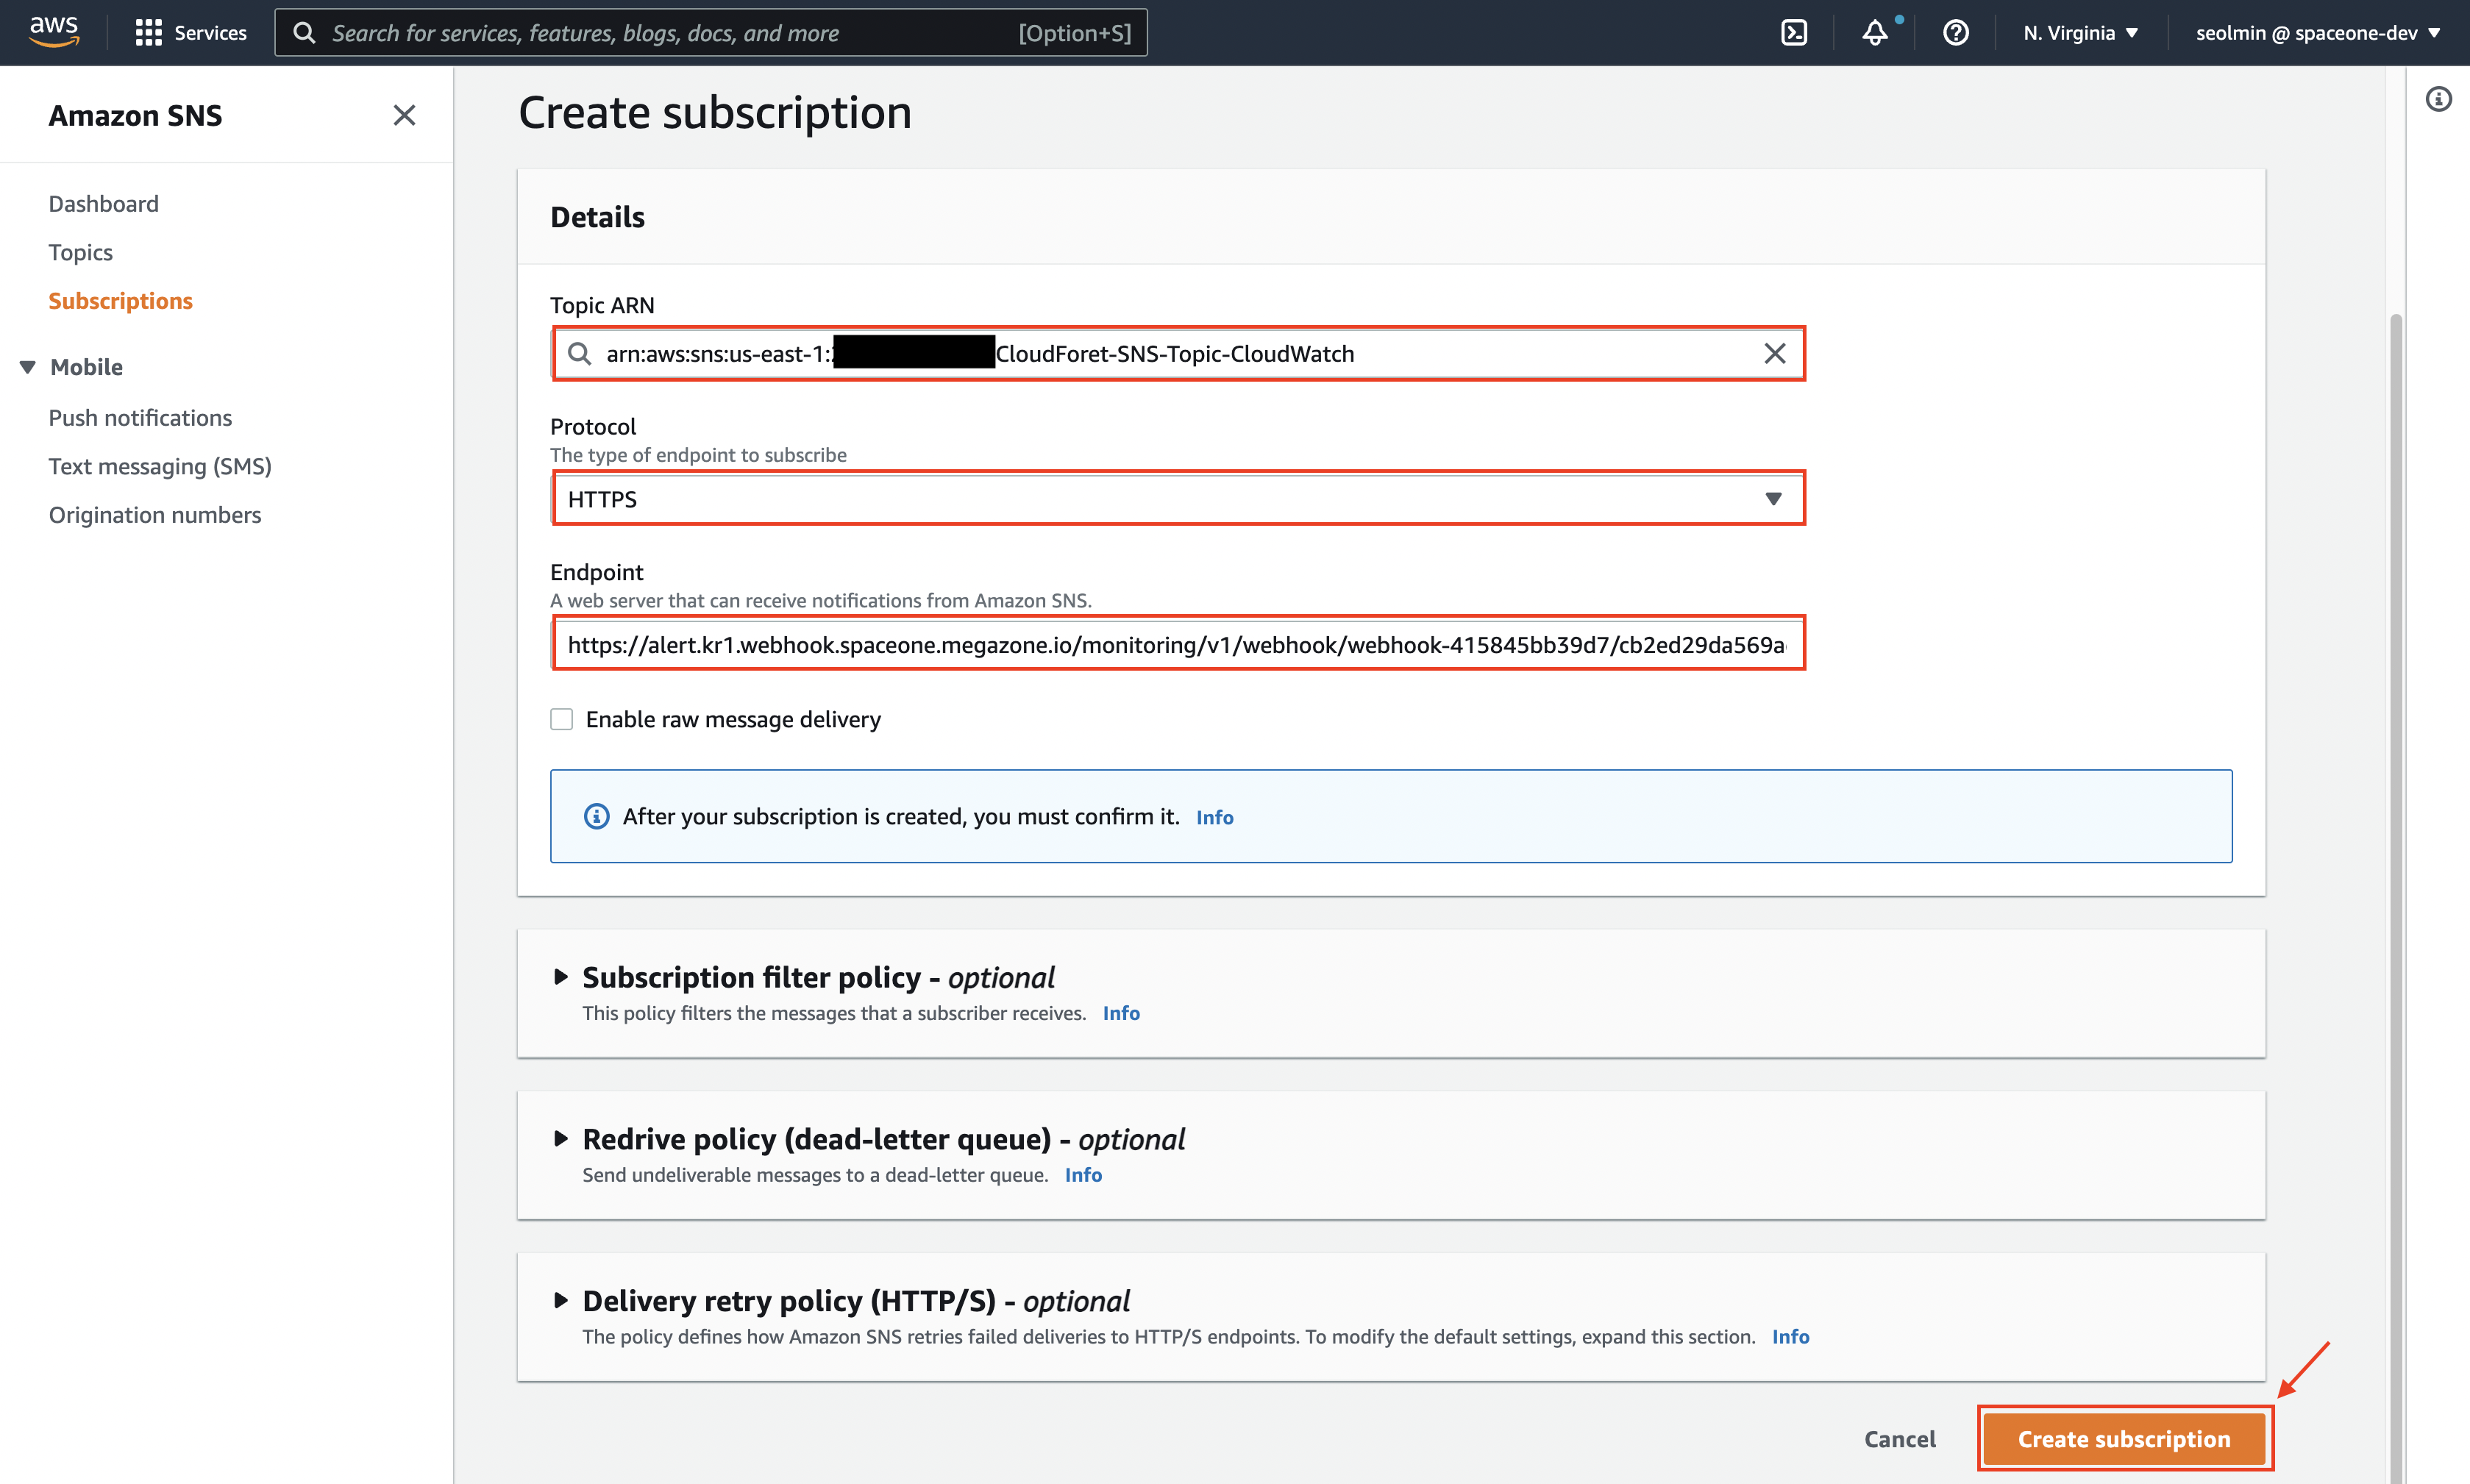 aws
Services
Search for services, features, blogs, docs, and more
[Option+S]
N. Virginia
seolmin @ spaceone-dev
Amazon SNS
Dashboard
Topics
Subscriptions
Mobile
Push notifications
Text messaging (SMS)
Origination numbers
Create subscription
Details
Topic ARN
arn:aws:sns:us-east-1: CloudForet-SNS-Topic-CloudWatch
Protocol
The type of endpoint to subscribe
HTTPS
Endpoint
A web server that can receive notifications from Amazon SNS.
https://alert.kr1.webhook.spaceone.megazone.io/monitoring/v1/webhook/webhook-415845bb39d7/cb2ed29da569a
Enable raw message delivery
After your subscription is created, you must confirm it. Info
Subscription filter policy - optional
This policy filters the messages that a subscriber receives. Info
Redrive policy (dead-letter queue) - optional
Send undeliverable messages to a dead-letter queue. Info
Delivery retry policy (HTTP/S) - optional
The policy defines how Amazon SNS retries failed deliveries to HTTP/S endpoints. To modify the default settings, expand this section. Info
Cancel
Create subscription